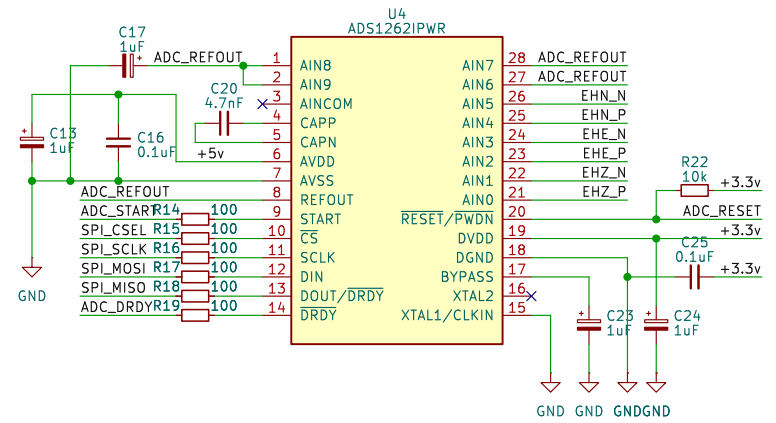 U4
ADS1262IPWR
C17
1uF
ADC_REFOUT
1 AIN8 AIN7 28 ADC_REFOUT
2 AIN9 AIN6 27 ADC_REFOUT
C20
4.7nF
3 AINCOM AIN5 26 EHN_N
4 CAPP AIN4 25 EHN_P
C13
1uF
C16
0.1uF
5 CAPN AIN3 24 EHE_N
+5v
6 AVDD AIN2 23 EHE_P
7 AVSS AIN1 22 EHZ_N
ADC_REFOUT 8 REFOUT AIN0 21 EHZ_P
R22
10k
+3.3v
ADC_START R14 100 9 START RESET/PWDN 20 ADC_RESET
SPI_CSEL R15 100 10 CS DVDD 19 +3.3v
SPI_SCLK R16 100 11 SCLK DGND 18
C25
0.1uF
+3.3v
SPI_MOSI R17 100 12 DIN BYPASS 17
SPI_MISO R18 100 13 DOUT/DRDY XTAL2 16
ADC_DRDY R19 100 14 DRDY XTAL1/CLKIN 15
C23
1uF
C24
1uF
GND
GND GND GND GND